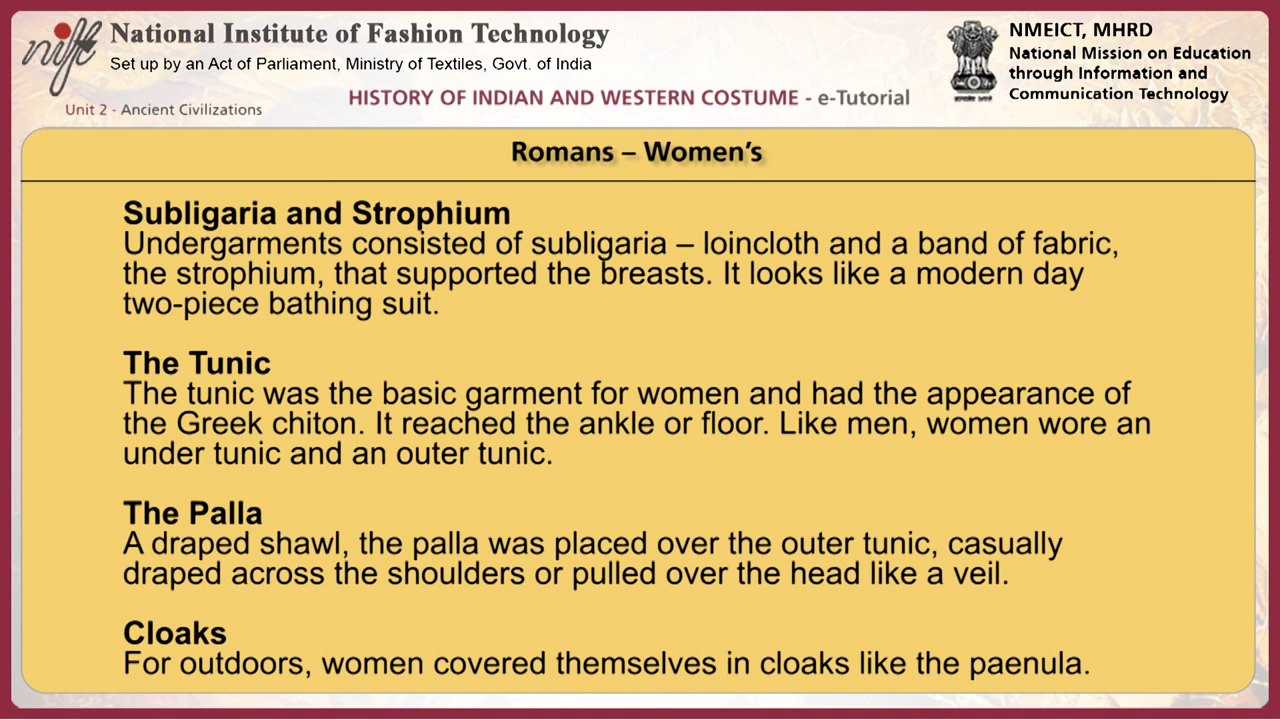 nift
National Institute of Fashion Technology
Set up by an Act of Parliament, Ministry of Textiles, Govt. of India
Unit 2 - Ancient Civilizations
HISTORY OF INDIAN AND WESTERN COSTUME - e-Tutorial
NMEICT, MHRD
National Mission on Education
through Information and
Communication Technology
Romans – Women's
Subligaria and Strophium
Undergarments consisted of subligaria – loincloth and a band of fabric,
the strophium, that supported the breasts. It looks like a modern day
two-piece bathing suit.
The Tunic
The tunic was the basic garment for women and had the appearance of
the Greek chiton. It reached the ankle or floor. Like men, women wore an
under tunic and an outer tunic.
The Palla
A draped shawl, the palla was placed over the outer tunic, casually
draped across the shoulders or pulled over the head like a veil.
Cloaks
For outdoors, women covered themselves in cloaks like the paenula.